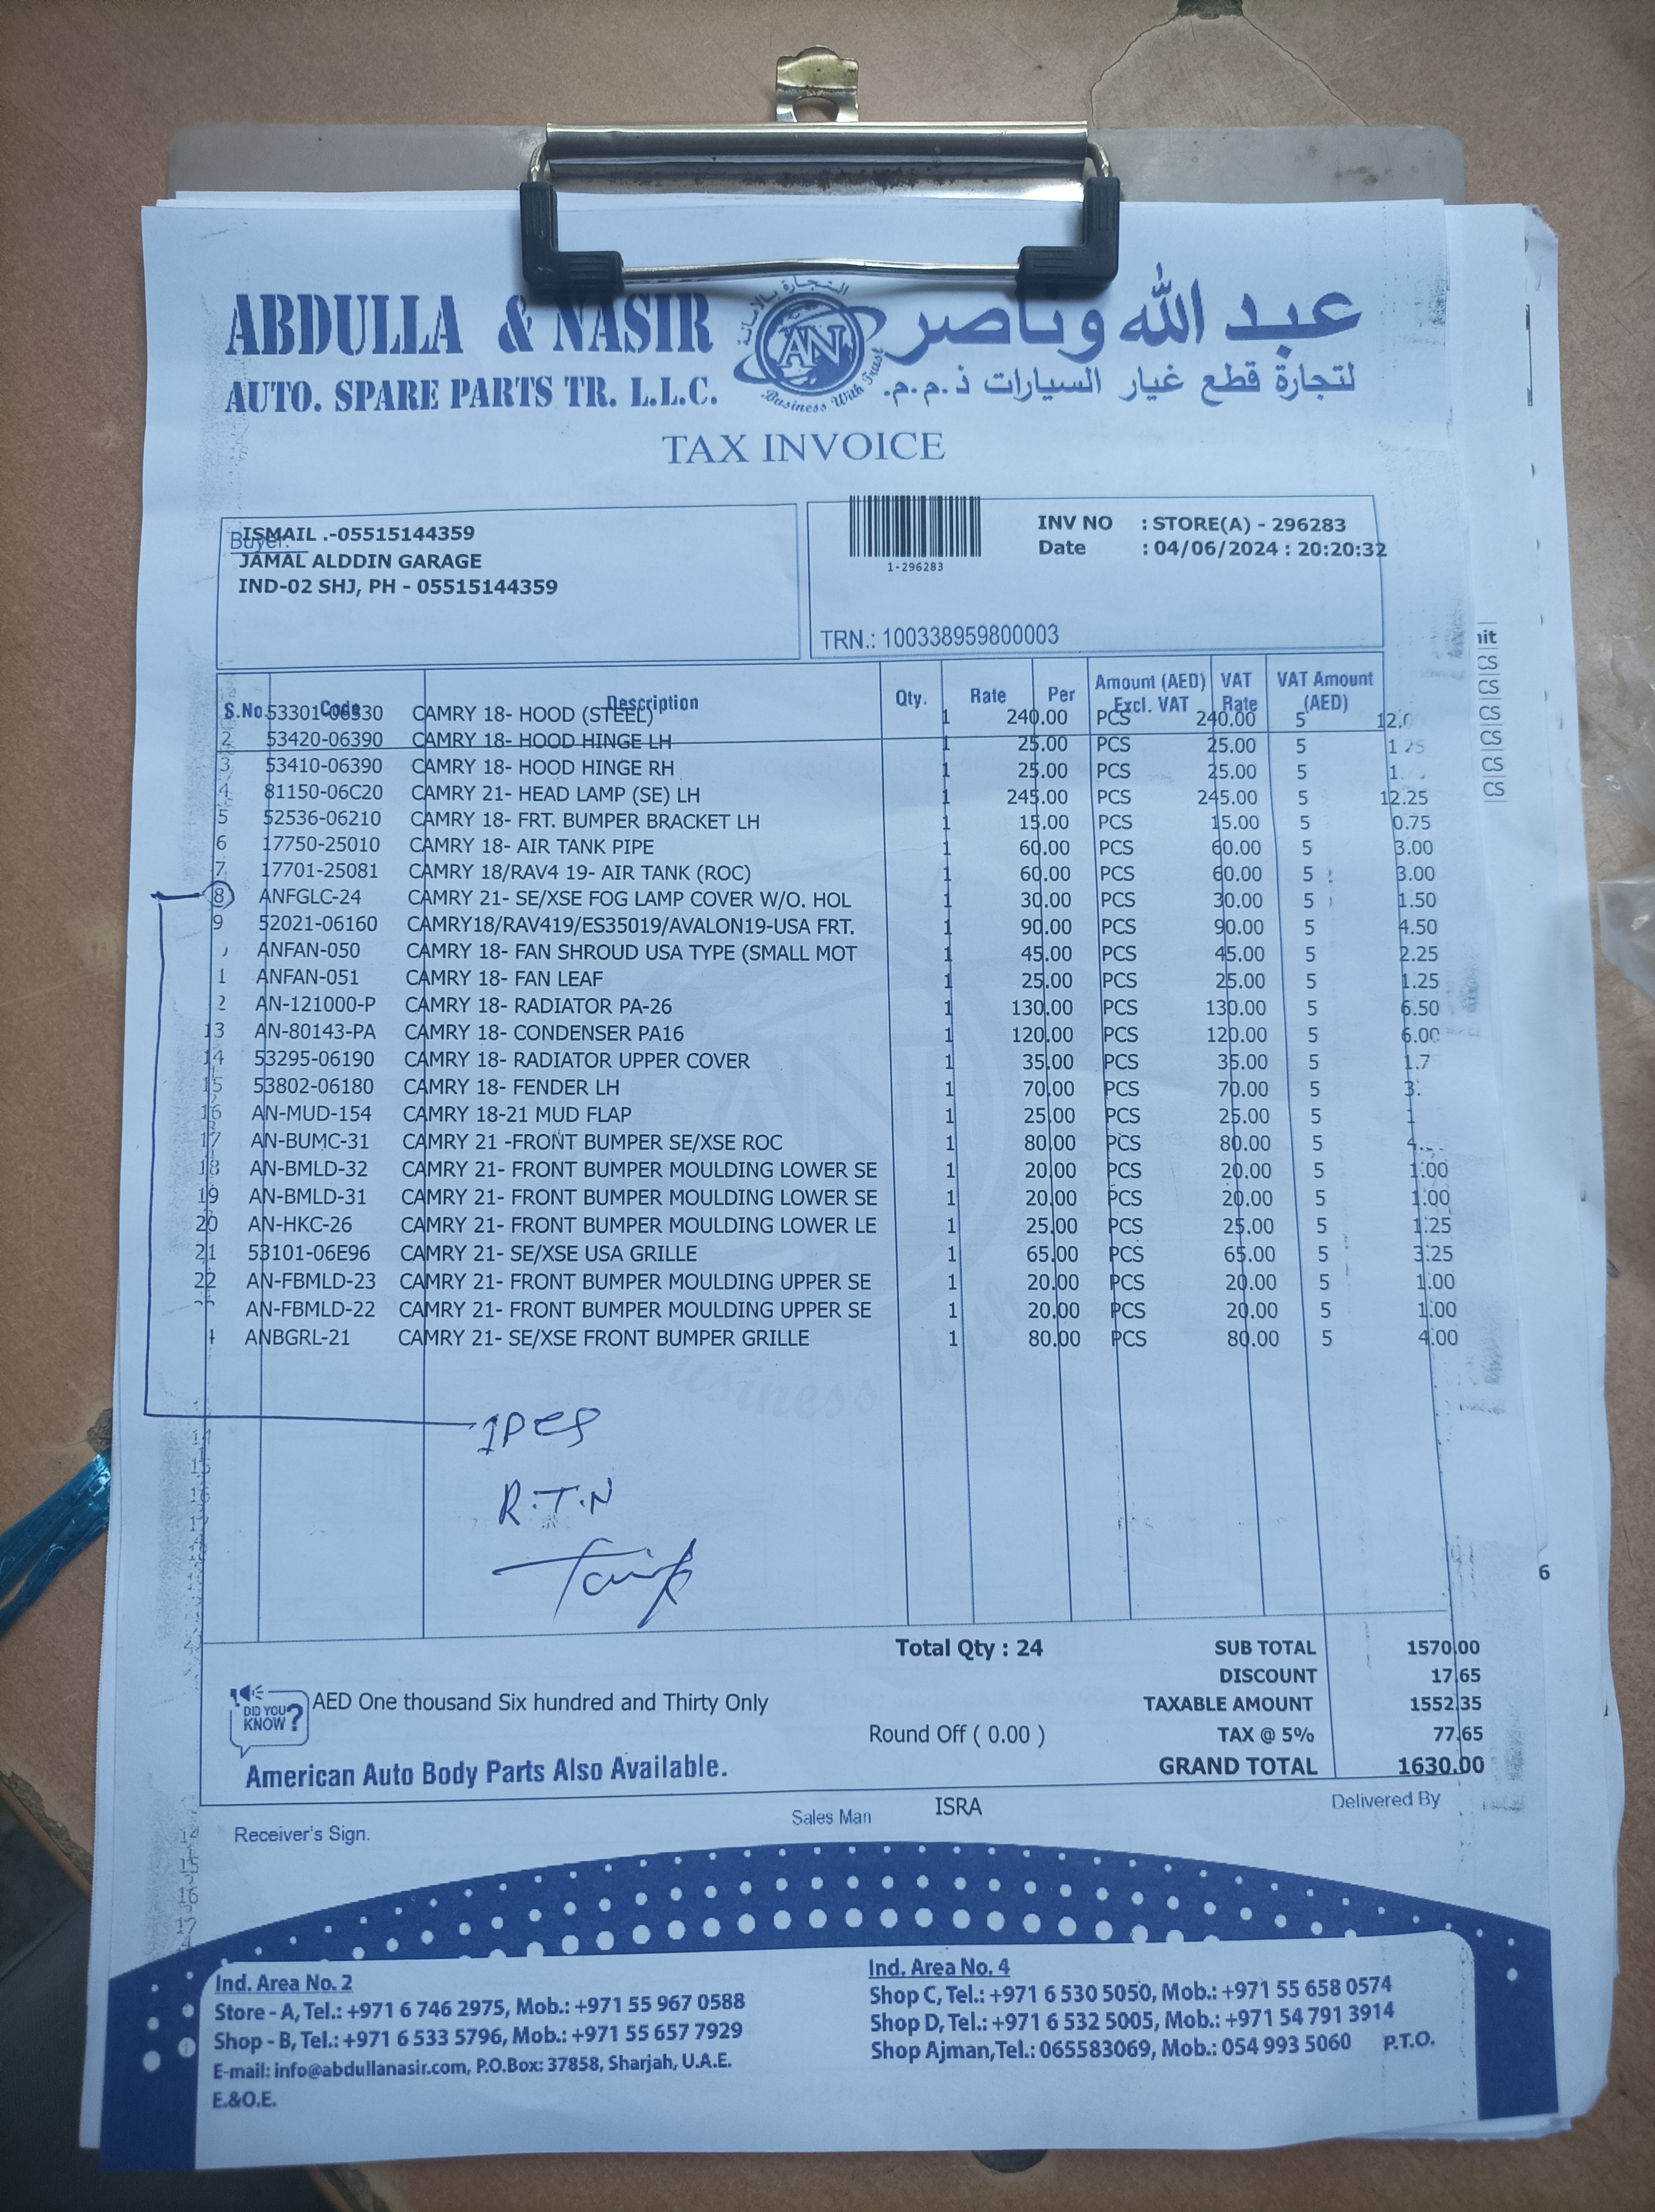 ABDULLA & NASIR
AUTO. SPARE PARTS TR. L.L.C.
التجارة بالأمانة
AN
Business With Trust
عبد الله وناصر
لتجارة قطع غيار السيارات ذ.م.م.
TAX INVOICE
Buyer:
ISMAIL .-05515144359
JAMAL ALDDIN GARAGE
IND-02 SHJ, PH - 05515144359
1-296283
INV NO : STORE(A) - 296283
Date : 04/06/2024 : 20:20:32
TRN.: 100338959800003
S.No. Code Description Qty. Rate Per Amount (AED) Excl. VAT VAT Rate VAT Amount (AED)
53301-06530 CAMRY 18- HOOD (STEEL) 1 240.00 PCS 240.00 5 12.0
2 53420-06390 CAMRY 18- HOOD HINGE LH 1 25.00 PCS 25.00 5 1 25
3 53410-06390 CAMRY 18- HOOD HINGE RH 1 25.00 PCS 25.00 5 1.
4 81150-06C20 CAMRY 21- HEAD LAMP (SE) LH 1 245.00 PCS 245.00 5 12.25
5 52536-06210 CAMRY 18- FRT. BUMPER BRACKET LH 1 15.00 PCS 15.00 5 0.75
6 17750-25010 CAMRY 18- AIR TANK PIPE 1 60.00 PCS 60.00 5 3.00
7 17701-25081 CAMRY 18/RAV4 19- AIR TANK (ROC) 1 60.00 PCS 60.00 5 3.00
8 ANFGLC-24 CAMRY 21- SE/XSE FOG LAMP COVER W/O. HOL 1 30.00 PCS 30.00 5 1.50
9 52021-06160 CAMRY18/RAV419/ES35019/AVALON19-USA FRT. 1 90.00 PCS 90.00 5 4.50
ANFAN-050 CAMRY 18- FAN SHROUD USA TYPE (SMALL MOT 1 45.00 PCS 45.00 5 2.25
1 ANFAN-051 CAMRY 18- FAN LEAF 1 25.00 PCS 25.00 5 1.25
2 AN-121000-P CAMRY 18- RADIATOR PA-26 1 130.00 PCS 130.00 5 6.50
13 AN-80143-PA CAMRY 18- CONDENSER PA16 1 120.00 PCS 120.00 5 6.00
14 53295-06190 CAMRY 18- RADIATOR UPPER COVER 1 35.00 PCS 35.00 5 1.7
15 53802-06180 CAMRY 18- FENDER LH 1 70.00 PCS 70.00 5 3.
16 AN-MUD-154 CAMRY 18-21 MUD FLAP 1 25.00 PCS 25.00 5 1
17 AN-BUMC-31 CAMRY 21 -FRONT BUMPER SE/XSE ROC 1 80.00 PCS 80.00 5 4.
18 AN-BMLD-32 CAMRY 21- FRONT BUMPER MOULDING LOWER SE 1 20.00 PCS 20.00 5 1.00
19 AN-BMLD-31 CAMRY 21- FRONT BUMPER MOULDING LOWER SE 1 20.00 PCS 20.00 5 1.00
20 AN-HKC-26 CAMRY 21- FRONT BUMPER MOULDING LOWER LE 1 25.00 PCS 25.00 5 1.25
21 53101-06E96 CAMRY 21- SE/XSE USA GRILLE 1 65.00 PCS 65.00 5 3.25
22 AN-FBMLD-23 CAMRY 21- FRONT BUMPER MOULDING UPPER SE 1 20.00 PCS 20.00 5 1.00
AN-FBMLD-22 CAMRY 21- FRONT BUMPER MOULDING UPPER SE 1 20.00 PCS 20.00 5 1.00
ANBGRL-21 CAMRY 21- SE/XSE FRONT BUMPER GRILLE 1 80.00 PCS 80.00 5 4.00
1pcs
R.T.N
Total Qty : 24
SUB TOTAL 1570.00
DISCOUNT 17.65
DID YOU KNOW?
AED One thousand Six hundred and Thirty Only
TAXABLE AMOUNT 1552.35
Round Off ( 0.00 )
TAX @ 5% 77.65
American Auto Body Parts Also Available.
GRAND TOTAL 1630.00
Receiver's Sign.
Sales Man ISRA
Delivered By
Ind. Area No. 2
Store - A, Tel.: +971 6 746 2975, Mob.: +971 55 967 0588
Shop - B, Tel.: +971 6 533 5796, Mob.: +971 55 657 7929
E-mail: info@abdullanasir.com, P.O.Box: 37858, Sharjah, U.A.E.
E.&O.E.
Ind. Area No. 4
Shop C, Tel.: +971 6 530 5050, Mob.: +971 55 658 0574
Shop D, Tel.: +971 6 532 5005, Mob.: +971 54 791 3914
Shop Ajman, Tel.: 065583069, Mob.: 054 993 5060 P.T.O.